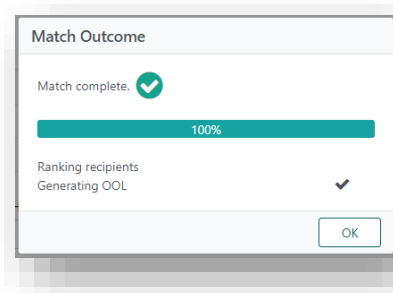 Match Outcome
Match complete.
100%
Ranking recipients
Generating OOL
OK